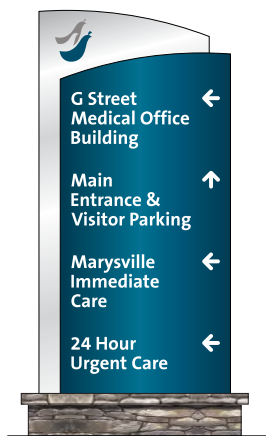 G Street
Medical Office
Building
Main
Entrance &
Visitor Parking
Marysville
Immediate
Care
24 Hour
Urgent Care